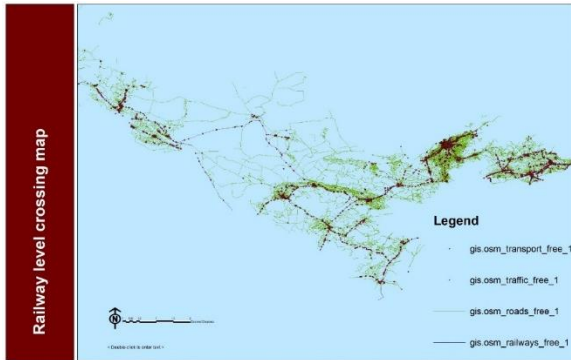 Railway level crossing map
Legend
gis.osm_transport_free_1
gis.osm_traffic_free_1
gis.osm_roads_free_1
gis.osm_railways_free_1
N